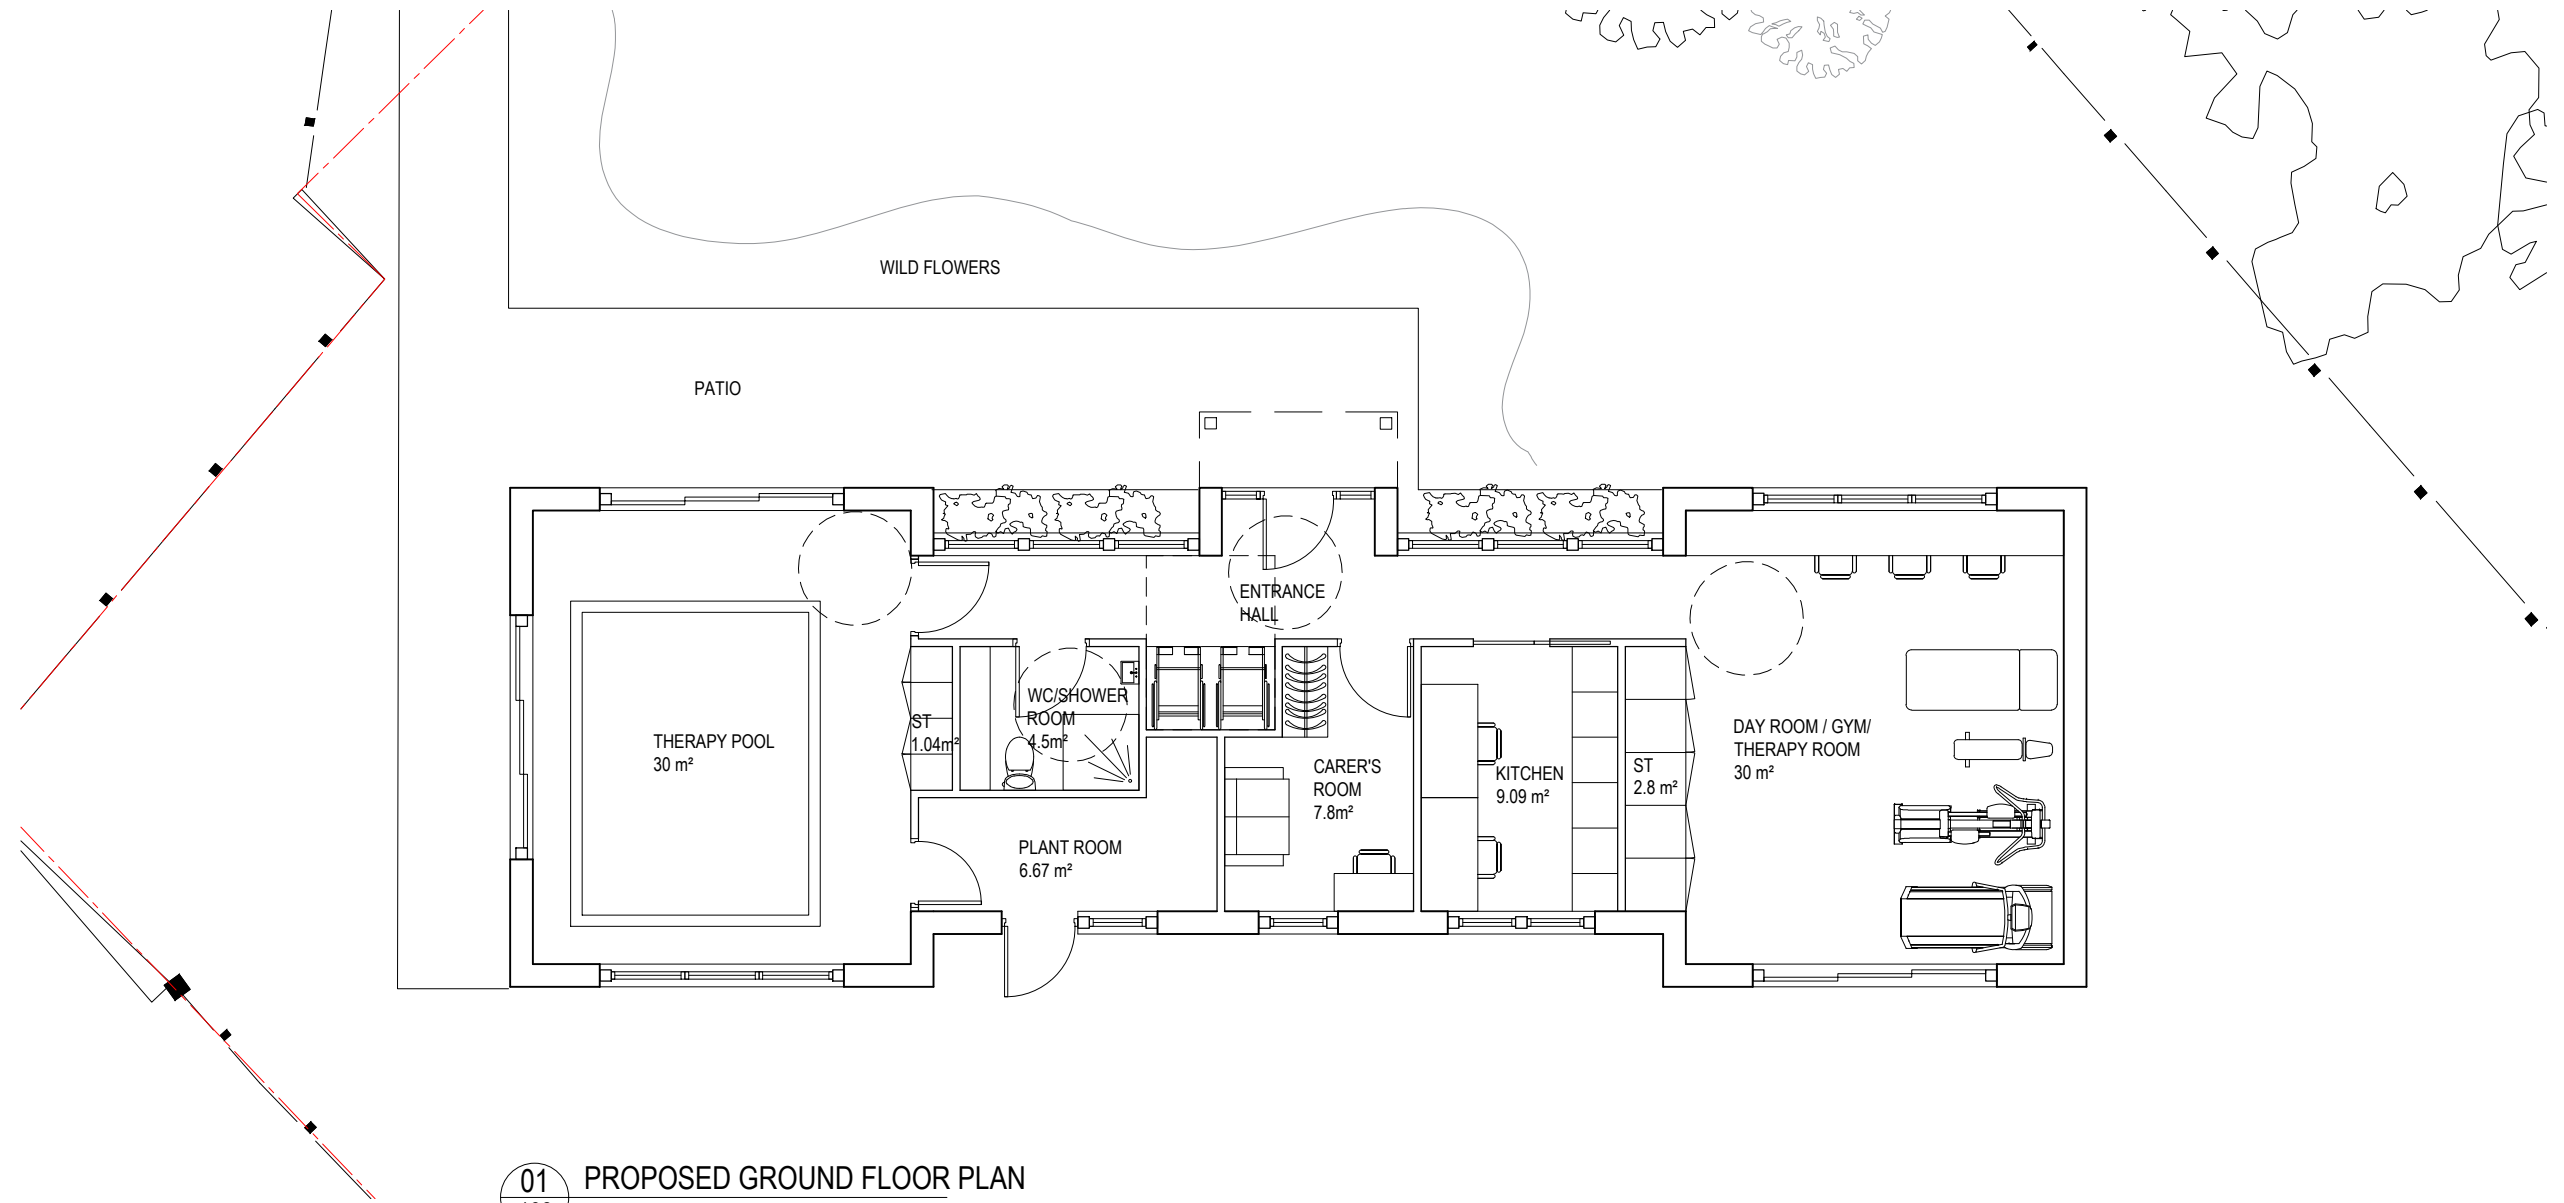 WILD FLOWERS
PATIO
ENTRANCE
HALL
WC/SHOWER
ROOM
4.5m²
ST
1.04m²
THERAPY POOL
30 m²
DAY ROOM / GYM/
THERAPY ROOM
30 m²
CARER'S
ROOM
7.8m²
KITCHEN
9.09 m²
ST
2.8 m²
PLANT ROOM
6.67 m²
01
PROPOSED GROUND FLOOR PLAN